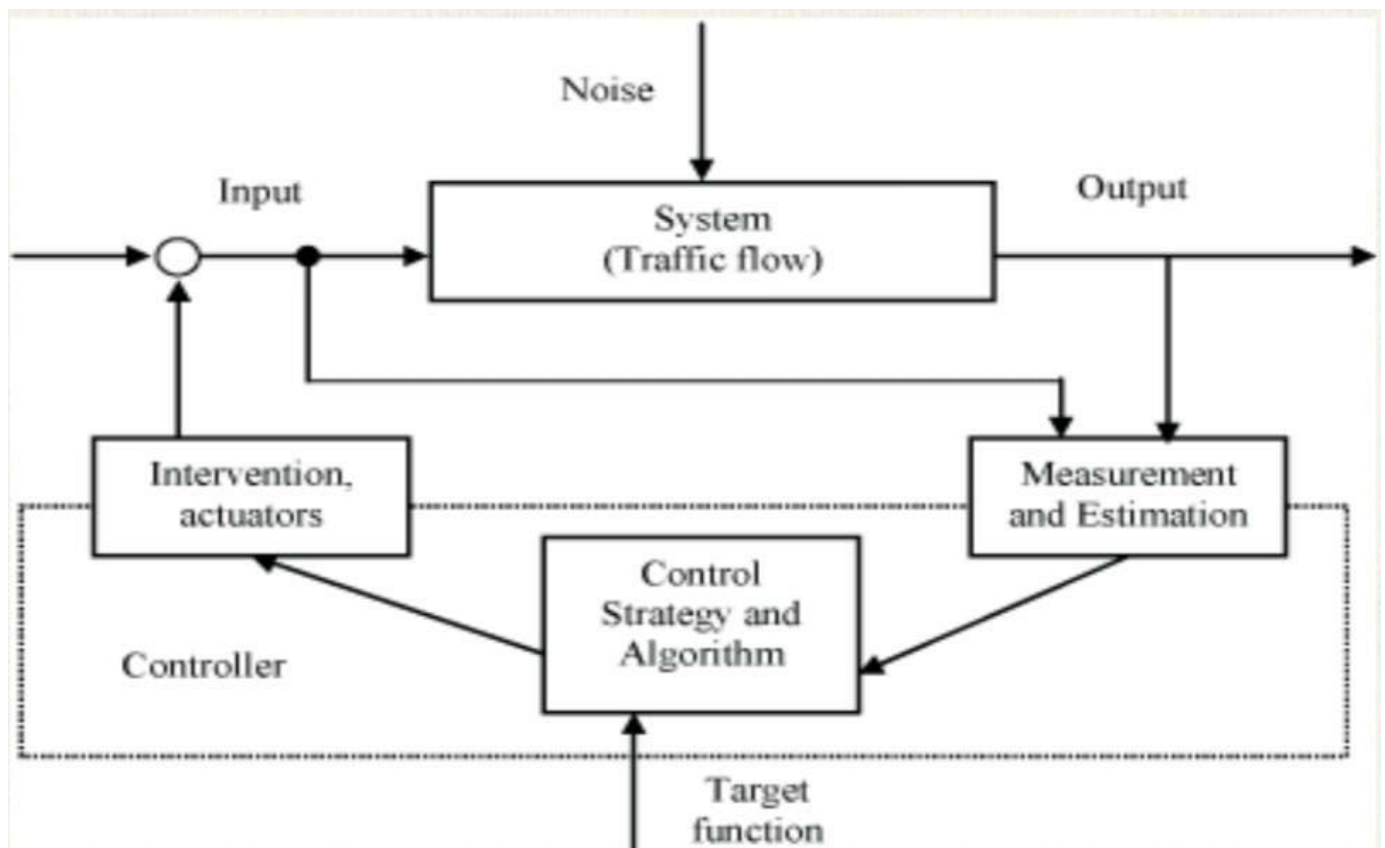 Noise
Input
Output
System
(Traffic flow)
Intervention,
actuators
Measurement
and Estimation
Control
Strategy and
Algorithm
Controller
Target
function